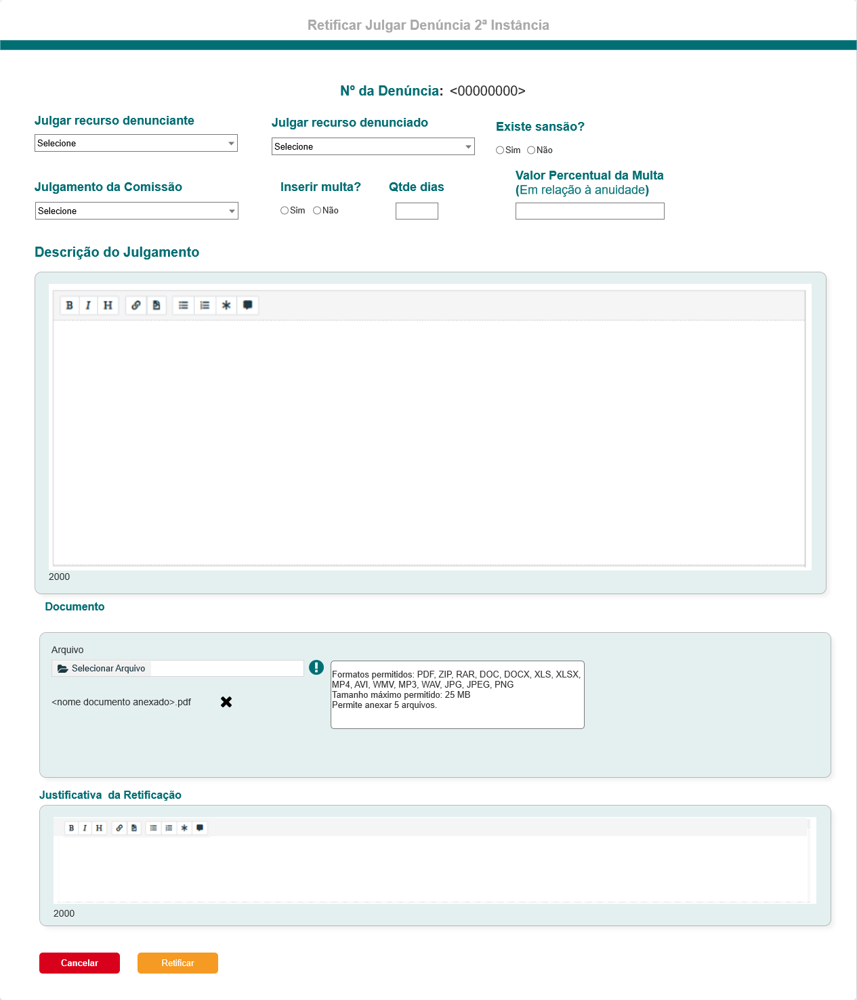 Retificar Julgar Denúncia 2ª Instância
Nº da Denúncia: <00000000>
Julgar recurso denunciante
Julgar recurso denunciado
Existe sansão?
Selecione
Selecione
Sim Não
Julgamento da Comissão
Inserir multa?
Qtde dias
Valor Percentual da Multa
(Em relação à anuidade)
Selecione
Sim Não
Descrição do Julgamento
B I H
2000
Documento
Arquivo
Selecionar Arquivo
Formatos permitidos: PDF, ZIP, RAR, DOC, DOCX, XLS, XLSX,
MP4, AVI, WMV, MP3, WAV, JPG, JPEG, PNG
Tamanho máximo permitido: 25 MB
Permite anexar 5 arquivos.
<nome documento anexado>.pdf
Justificativa  da Retificação
B I H
2000
Cancelar
Retificar